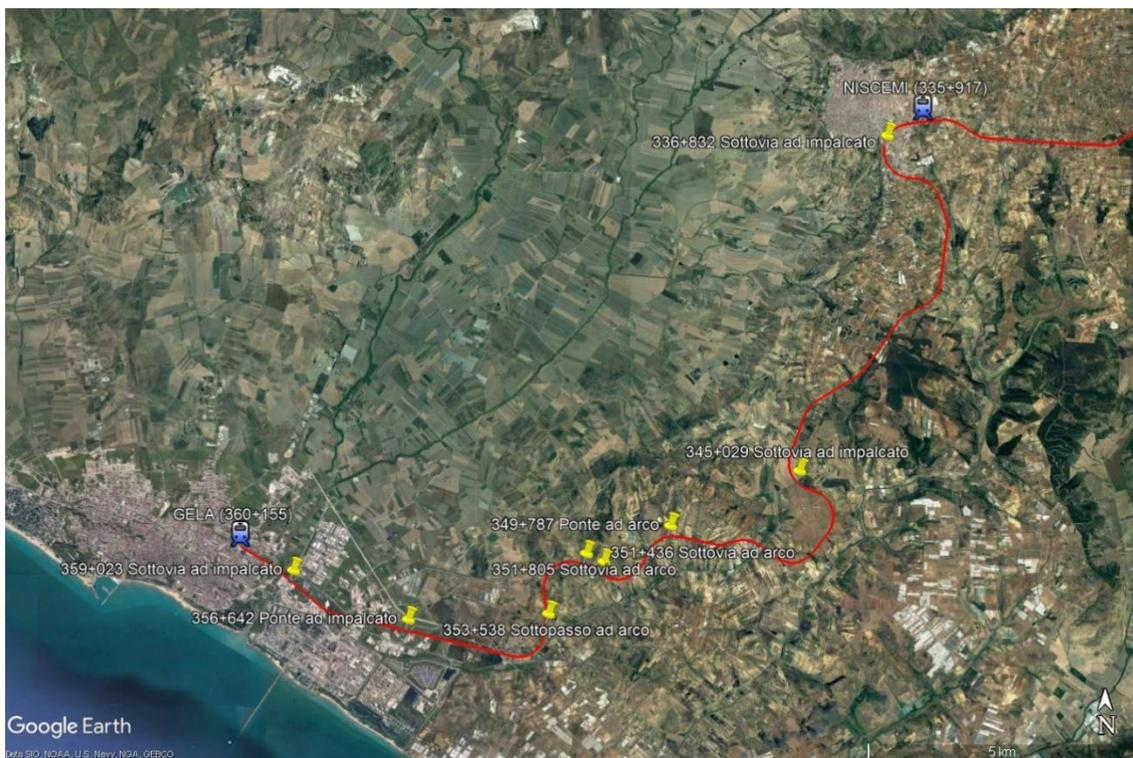 NISCEMI (335+917)
336+832 Sottovia ad impalcato
345+029 Sottovia ad impalcato
349+787 Ponte ad arco
GELA (360+155)
351+436 Sottovia ad arco
359+023 Sottovia ad impalcato
351+805 Sottovia ad arco
356+642 Ponte ad impalcato
353+538 Sottopasso ad arco
N
Google Earth
Data SIO, NOAA, U.S. Navy, NGA, GEBCO
5 km